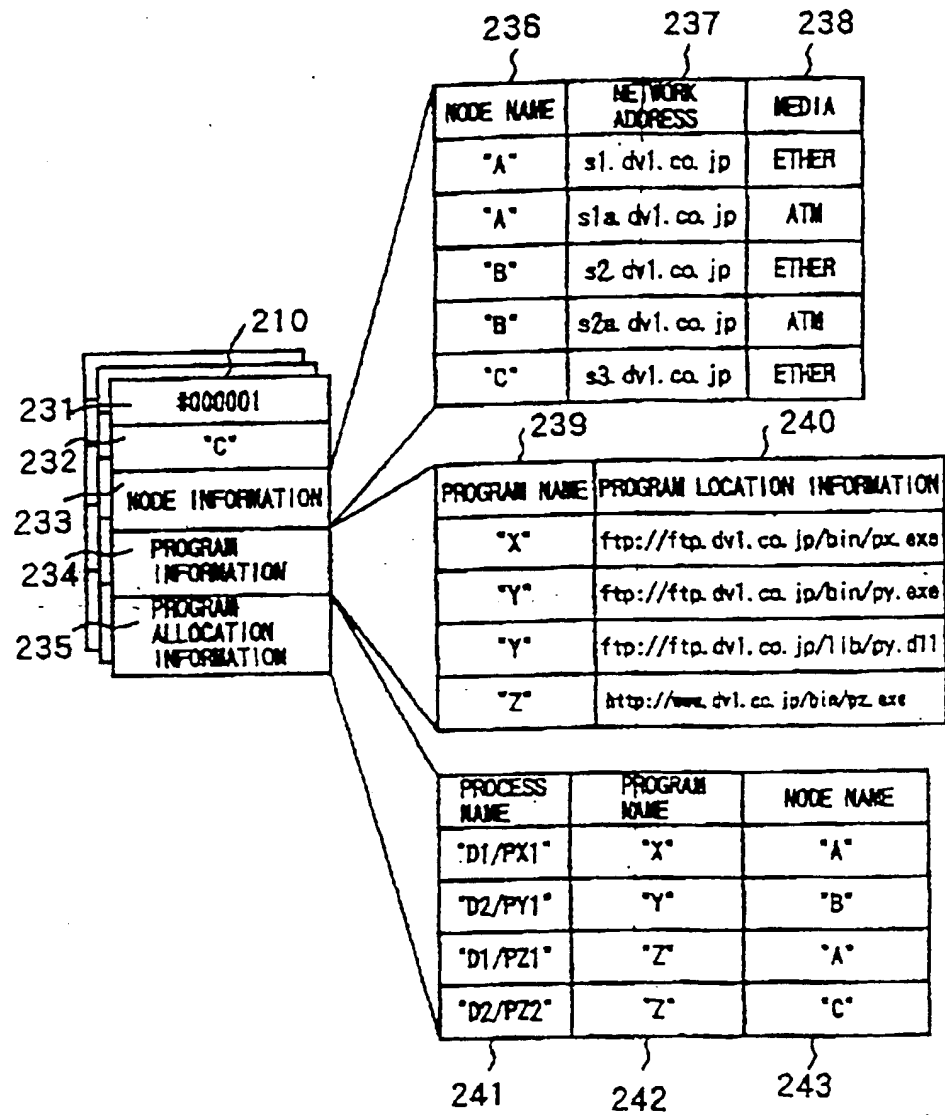 236 237 238
NODE NAME NETWORK ADDRESS MEDIA
"A" s1.dv1.co.jp ETHER
"A" s1a.dv1.co.jp ATM
"B" s2.dv1.co.jp ETHER
"B" s2a.dv1.co.jp ATM
"C" s3.dv1.co.jp ETHER
210
231 #000001
232 "C"
233 NODE INFORMATION
234 PROGRAM INFORMATION
235 PROGRAM ALLOCATION INFORMATION
239 240
PROGRAM NAME PROGRAM LOCATION INFORMATION
"X" ftp://ftp.dv1.co.jp/bin/px.exe
"Y" ftp://ftp.dv1.co.jp/bin/py.exe
"Y" ftp://ftp.dv1.co.jp/lib/py.dll
"Z" http://www.dv1.co.jp/bin/pz.exe
PROCESS NAME PROGRAM NAME NODE NAME
"D1/PX1" "X" "A"
"D2/PY1" "Y" "B"
"D1/PZ1" "Z" "A"
"D2/PZ2" "Z" "C"
241 242 243